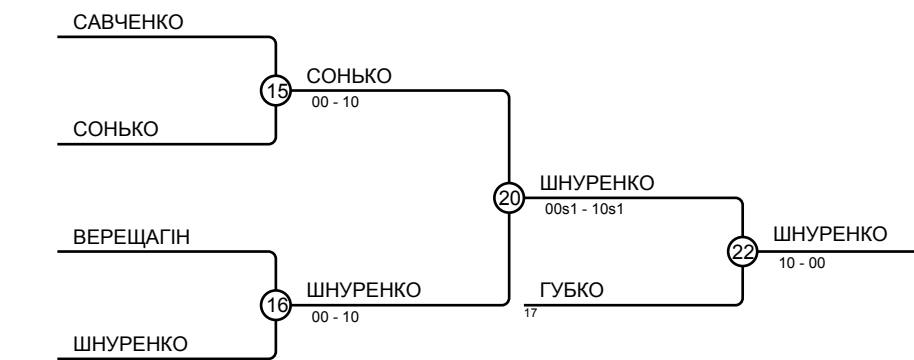 САВЧЕНКО
СОНЬКО
15
00 - 10
СОНЬКО
ШНУРЕНКО
20
00s1 - 10s1
ВЕРЕЩАГІН
ШНУРЕНКО
22
10 - 00
ШНУРЕНКО
16
00 - 10
ГУБКО
17
ШНУРЕНКО